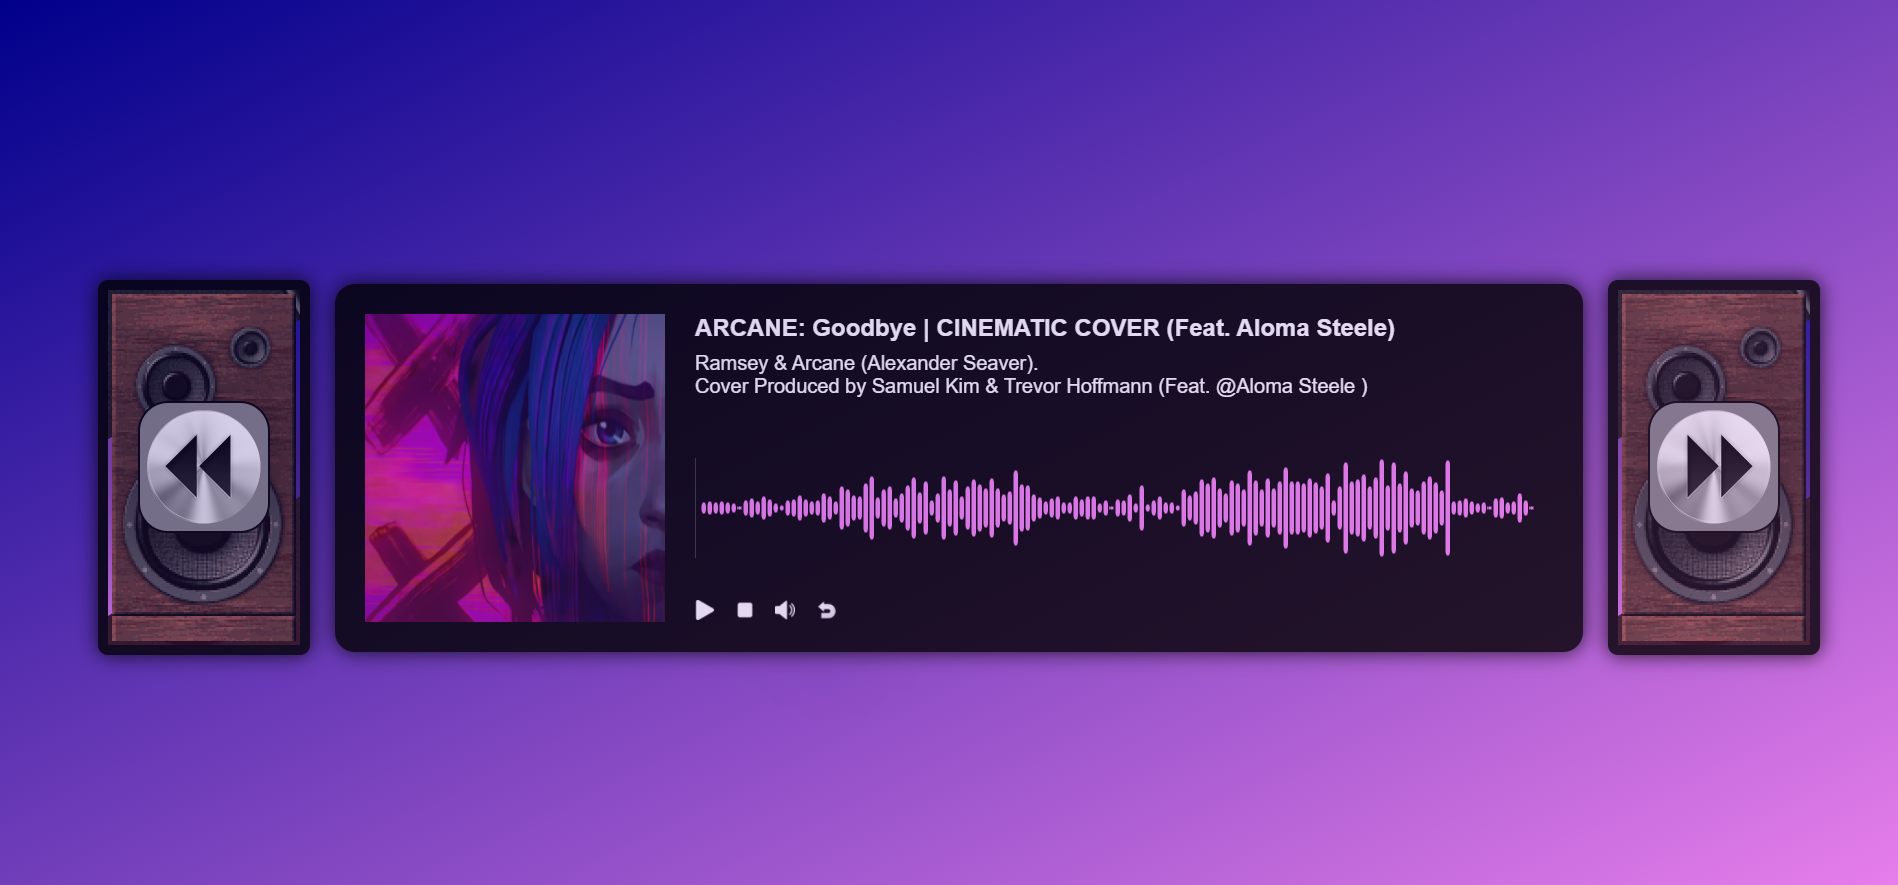 ARCANE: Goodbye | CINEMATIC COVER (Feat. Aloma Steele)
Ramsey & Arcane (Alexander Seaver).
Cover Produced by Samuel Kim & Trevor Hoffmann (Feat. @Aloma Steele )